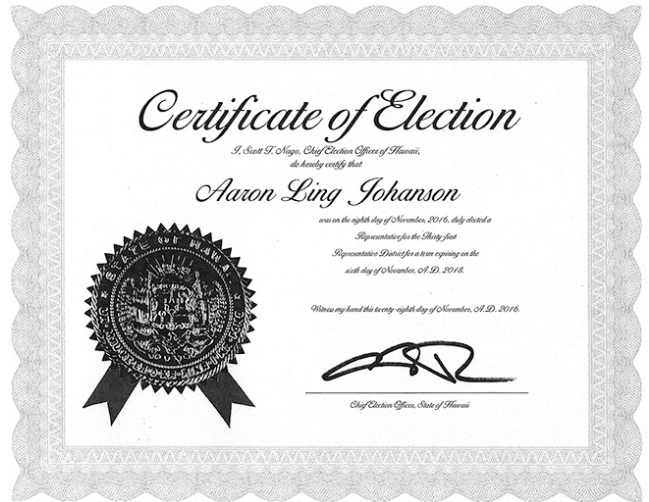 Certificate of Election
I, Scott T. Nago, Chief Election Officer of Hawaii,
do hereby certify that
Aaron Ling Johanson
was on the eighth day of November, 2016, duly elected a
Representative for the Thirty-first
Representative District for a term expiring on the
sixth day of November, A.D. 2018.
Witness my hand this twenty-eighth day of November, A.D. 2016.
STATE OF HAWAII
Chief Election Officer, State of Hawaii